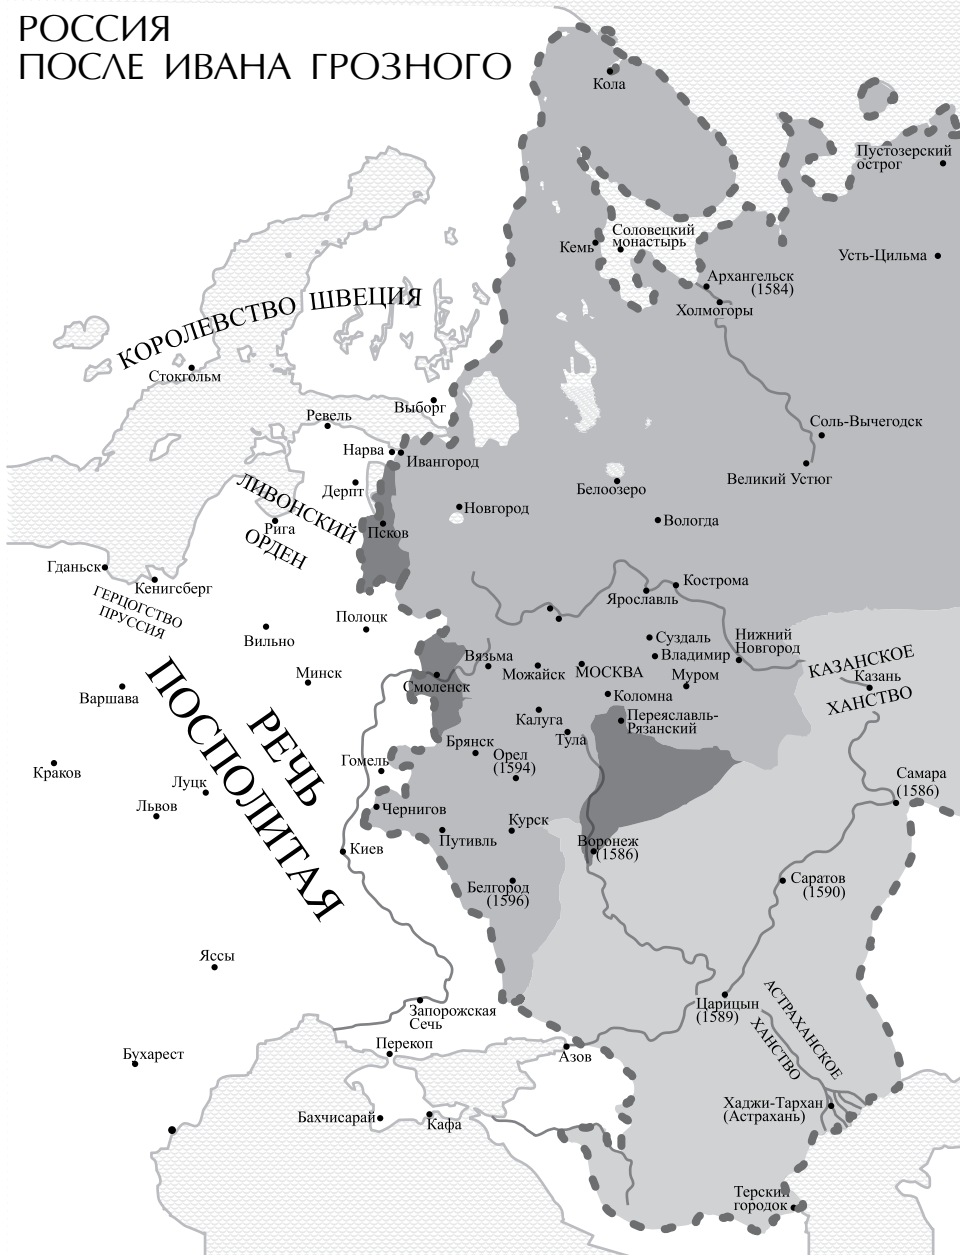 РОССИЯ
ПОСЛЕ ИВАНА ГРОЗНОГО
Кола
Пустозерский
острог
Соловецкий
монастырь
Кемь
Усть-Цильма
Архангельск
(1584)
Холмогоры
КОРОЛЕВСТВО ШВЕЦИЯ
Стокгольм
Выборг
Ревель
Соль-Вычегодск
Нарва
Ивангород
Великий Устюг
Дерпт
Белоозеро
ЛИВОНСКИЙ
ОРДЕН
Новгород
Рига
Вологда
Псков
Гданьск
Кенигсберг
Кострома
Ярославль
ГЕРЦОГСТВО
ПРУССИЯ
Полоцк
Вильно
Суздаль
Нижний
Новгород
Вязьма
Владимир
КАЗАНСКОЕ
Казань
ХАНСТВО
Можайск
МОСКВА
Муром
Минск
Смоленск
Варшава
Коломна
РЕЧЬ
ПОСПОЛИТАЯ
Калуга
Переяславль-
Рязанский
Тула
Брянск
Орел
(1594)
Гомель
Краков
Луцк
Самара
(1586)
Львов
Чернигов
Курск
Путивль
Воронеж
(1586)
Киев
Белгород
(1596)
Саратов
(1590)
Яссы
Запорожская
Сечь
Царицын
(1589)
АСТРАХАНСКОЕ
ХАНСТВО
Перекоп
Азов
Бухарест
Хаджи-Тархан
(Астрахань)
Бахчисарай
Кафа
Терский
городок